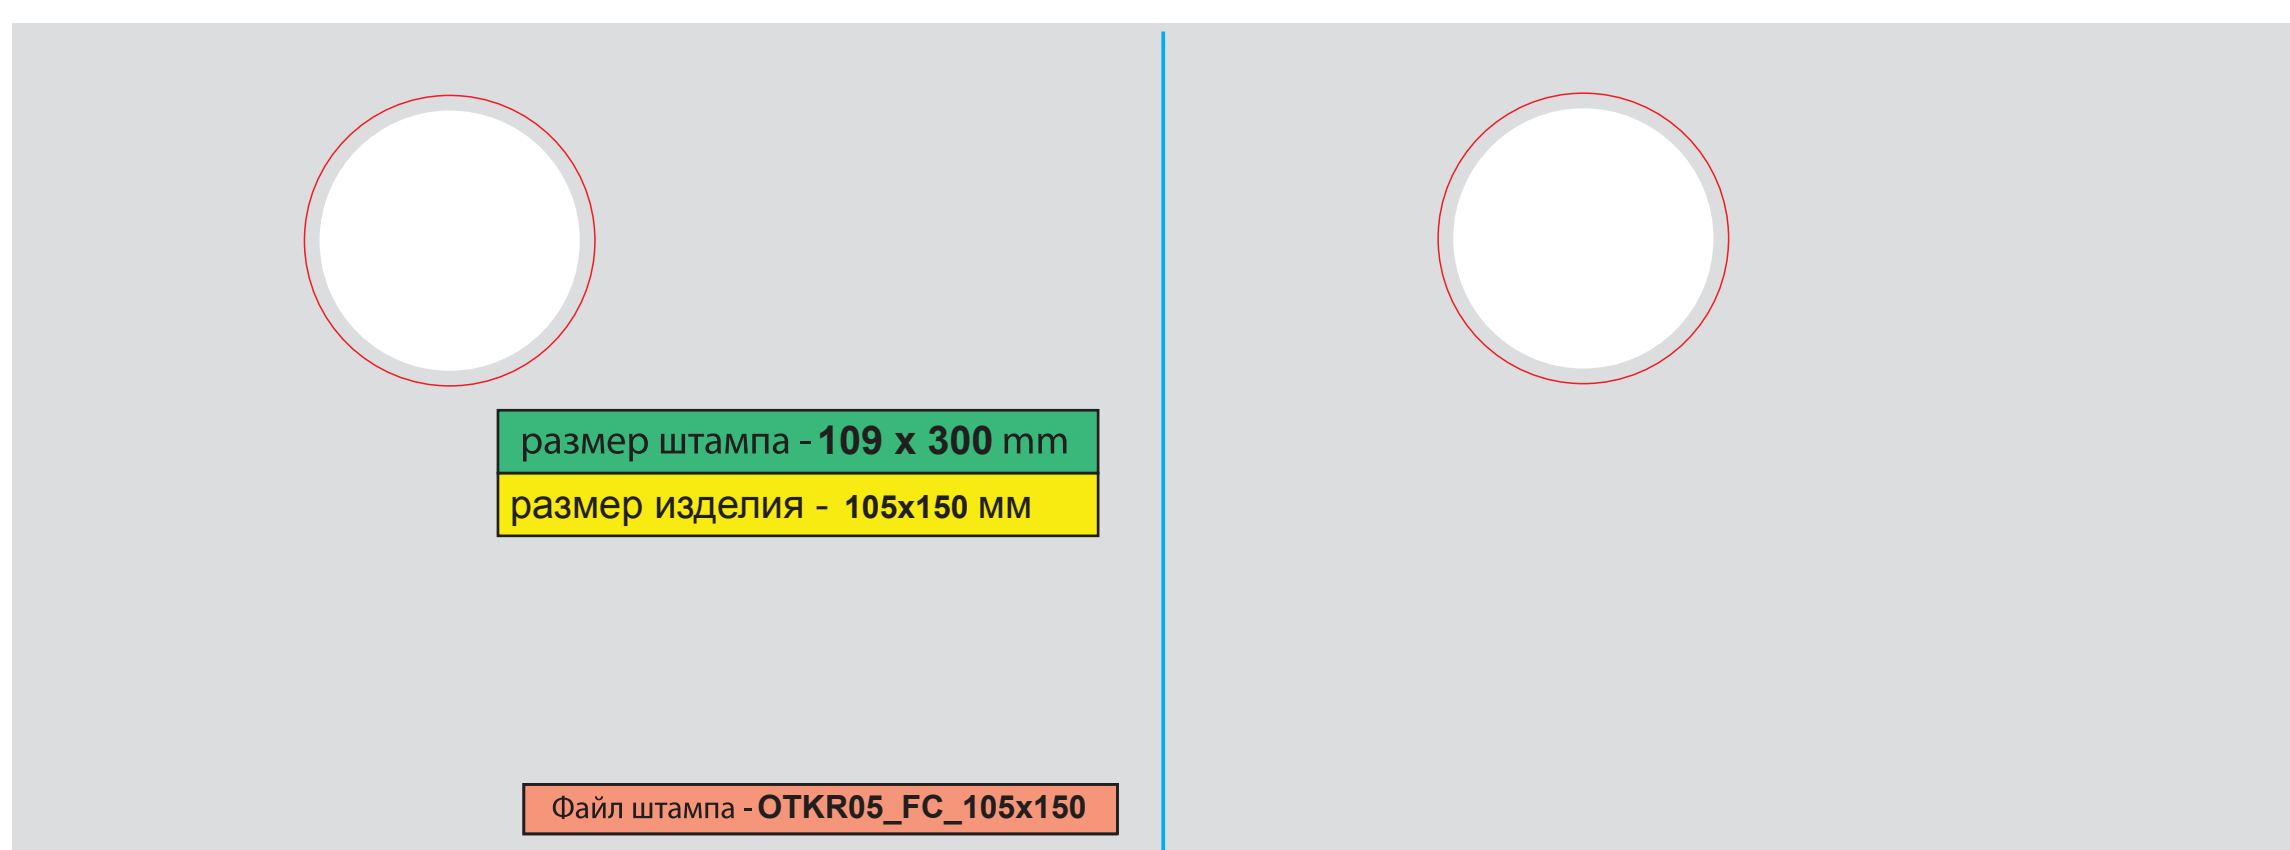 размер штампа - 109 x 300 mm
размер изделия - 105x150 мм
Файл штампа - OTKR05_FC_105x150